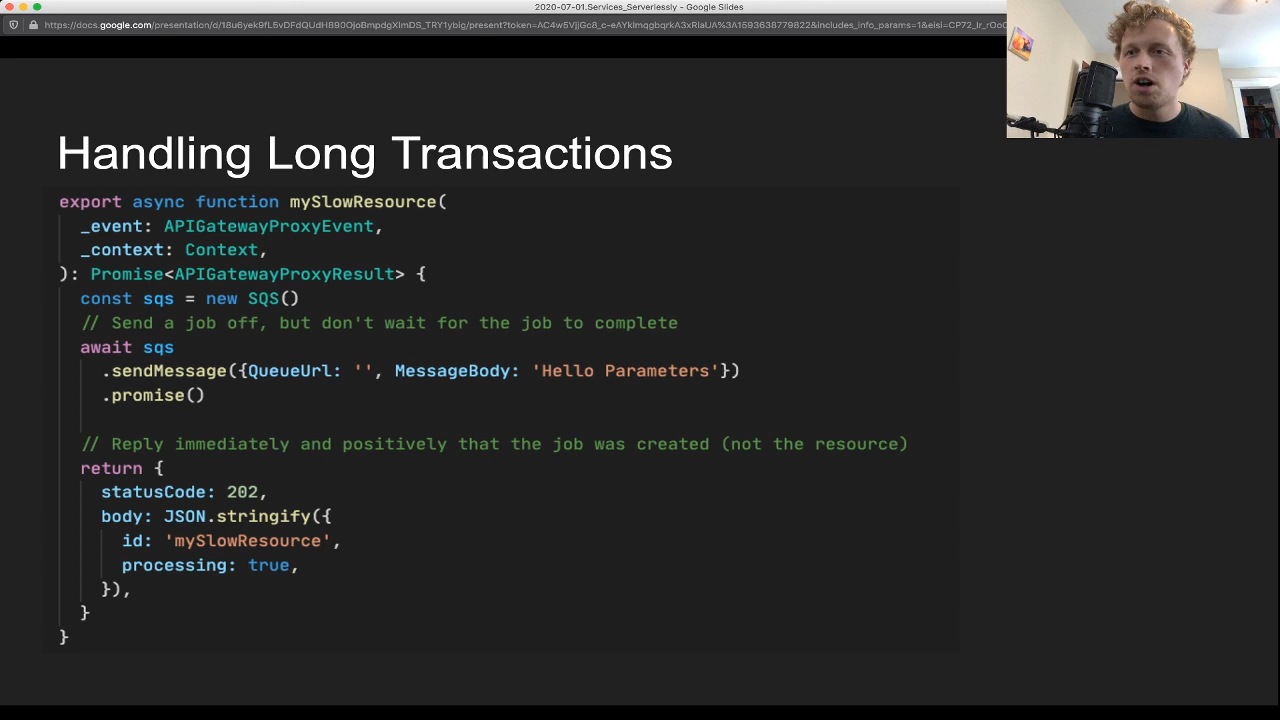 2020-07-01.Services_Serverlessly - Google Slides
Handling Long Transactions
export async function mySlowResource(
_event: APIGatewayProxyEvent,
_context: Context,
): Promise<APIGatewayProxyResult> {
const sqs = new SQS()
// Send a job off, but don't wait for the job to complete
await sqs
.sendMessage({QueueUrl: '', MessageBody: 'Hello Parameters'})
.promise()
// Reply immediately and positively that the job was created (not the resource)
return {
statusCode: 202,
body: JSON.stringify({
id: 'mySlowResource',
processing: true,
}),
}
}